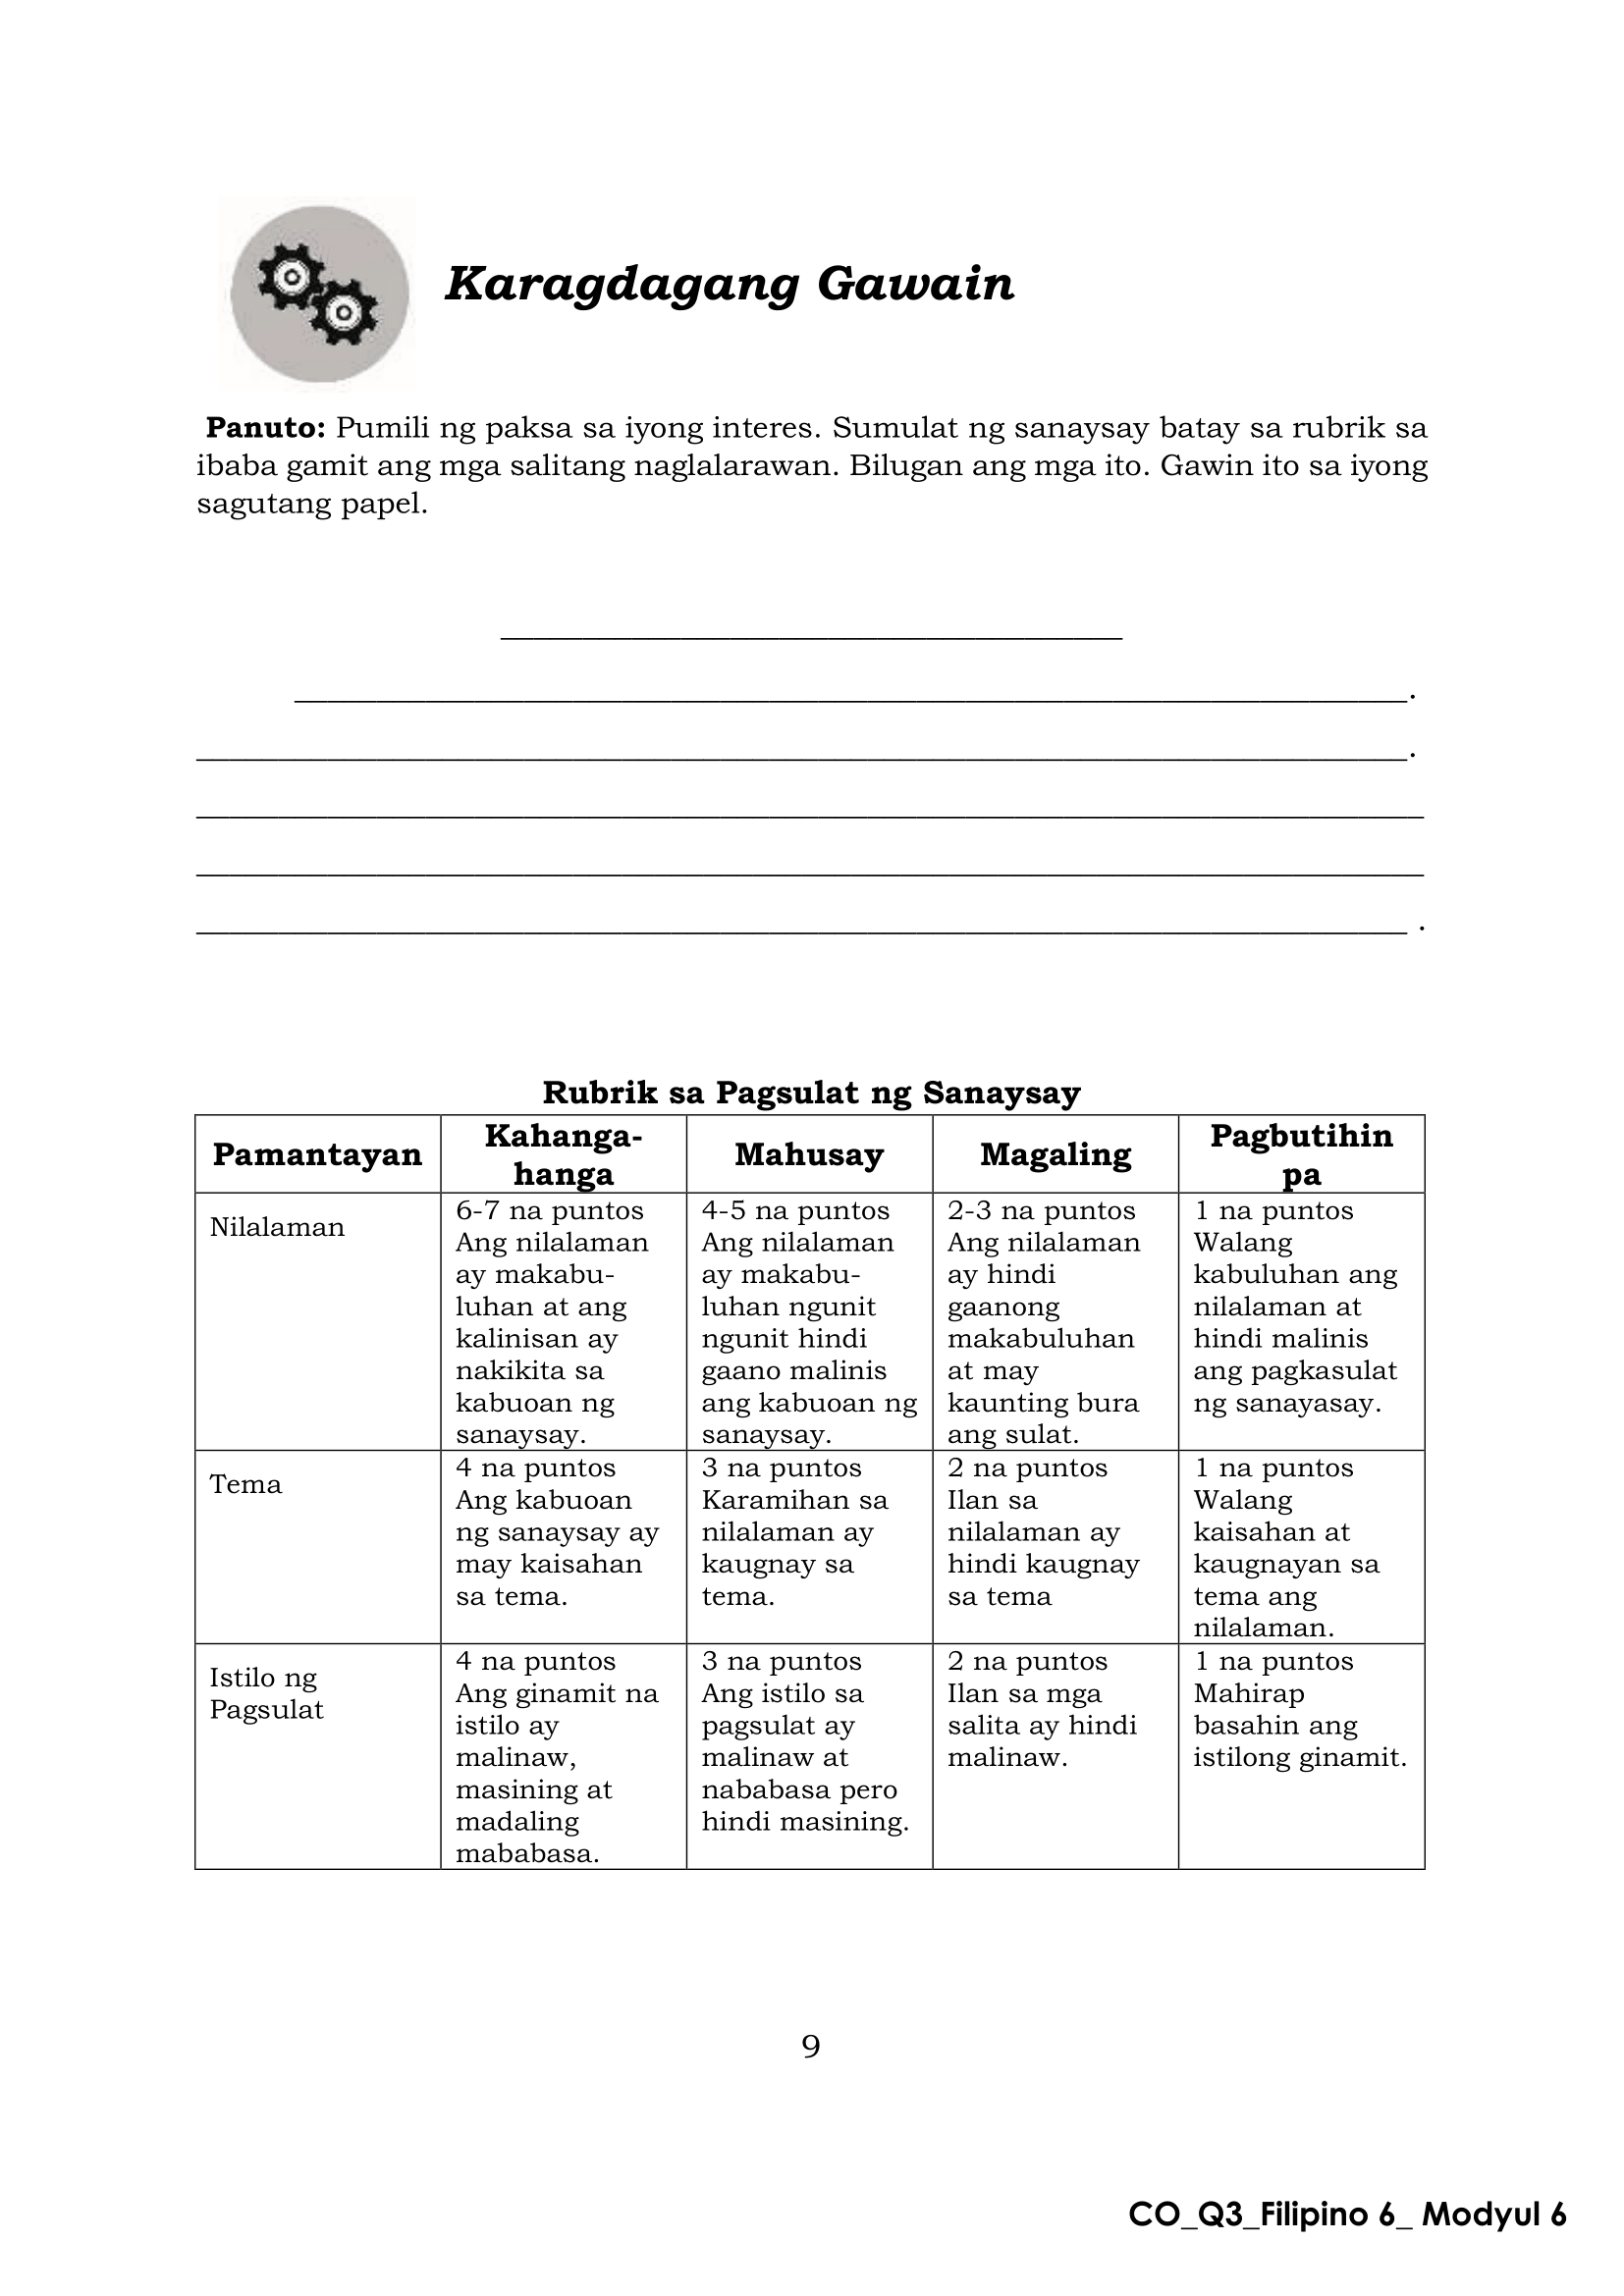 Karagdagang Gawain
Panuto: Pumili ng paksa sa iyong interes. Sumulat ng sanaysay batay sa rubrik sa
ibaba gamit ang mga salitang naglalarawan. Bilugan ang mga ito. Gawin ito sa iyong
sagutang papel.
______________________________________
____________________________________________________________________.
__________________________________________________________________________.
___________________________________________________________________________
___________________________________________________________________________
__________________________________________________________________________ .
Rubrik sa Pagsulat ng Sanaysay
Pamantayan
Kahanga-
hanga
Mahusay
Magaling
Pagbutihin
pa
Nilalaman
6-7 na puntos
Ang nilalaman
ay makabu-
luhan at ang
kalinisan ay
nakikita sa
kabuoan ng
sanaysay.
4-5 na puntos
Ang nilalaman
ay makabu-
luhan ngunit
ngunit hindi
gaano malinis
ang kabuoan ng
sanaysay.
2-3 na puntos
Ang nilalaman
ay hindi
gaanong
makabuluhan
at may
kaunting bura
ang sulat.
1 na puntos
Walang
kabuluhan ang
nilalaman at
hindi malinis
ang pagkasulat
ng sanayasay.
Tema
4 na puntos
Ang kabuoan
ng sanaysay ay
may kaisahan
sa tema.
3 na puntos
Karamihan sa
nilalaman ay
kaugnay sa
tema.
2 na puntos
Ilan sa
nilalaman ay
hindi kaugnay
sa tema
1 na puntos
Walang
kaisahan at
kaugnayan sa
tema ang
nilalaman.
Istilo ng
Pagsulat
4 na puntos
Ang ginamit na
istilo ay
malinaw,
masining at
madaling
mababasa.
3 na puntos
Ang istilo sa
pagsulat ay
malinaw at
nababasa pero
hindi masining.
2 na puntos
Ilan sa mga
salita ay hindi
malinaw.
1 na puntos
Mahirap
basahin ang
istilong ginamit.
9
CO_Q3_Filipino 6_ Modyul 6